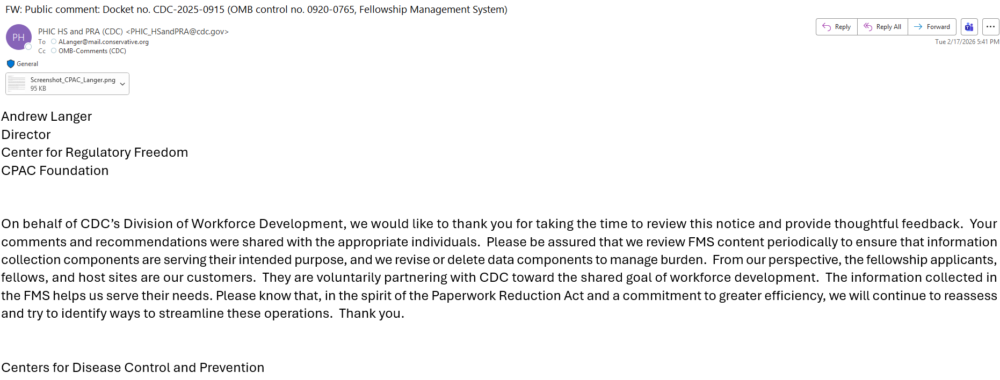 FW: Public comment: Docket no. CDC-2025-0915 (OMB control no. 0920-0765, Fellowship Management System)
PH
PHIC HS and PRA (CDC) <PHIC_HSandPRA@cdc.gov>
To ALanger@mail.conservative.org
Cc OMB-Comments (CDC)
Reply
Reply All
Forward
Tue 2/17/2026 5:41 PM
General
Screenshot_CPAC_Langer.png
95 KB
Andrew Langer
Director
Center for Regulatory Freedom
CPAC Foundation
On behalf of CDC’s Division of Workforce Development, we would like to thank you for taking the time to review this notice and provide thoughtful feedback.  Your
comments and recommendations were shared with the appropriate individuals.  Please be assured that we review FMS content periodically to ensure that information
collection components are serving their intended purpose, and we revise or delete data components to manage burden.  From our perspective, the fellowship applicants,
fellows, and host sites are our customers.  They are voluntarily partnering with CDC toward the shared goal of workforce development.  The information collected in
the FMS helps us serve their needs. Please know that, in the spirit of the Paperwork Reduction Act and a commitment to greater efficiency, we will continue to reassess
and try to identify ways to streamline these operations.  Thank you.
Centers for Disease Control and Prevention